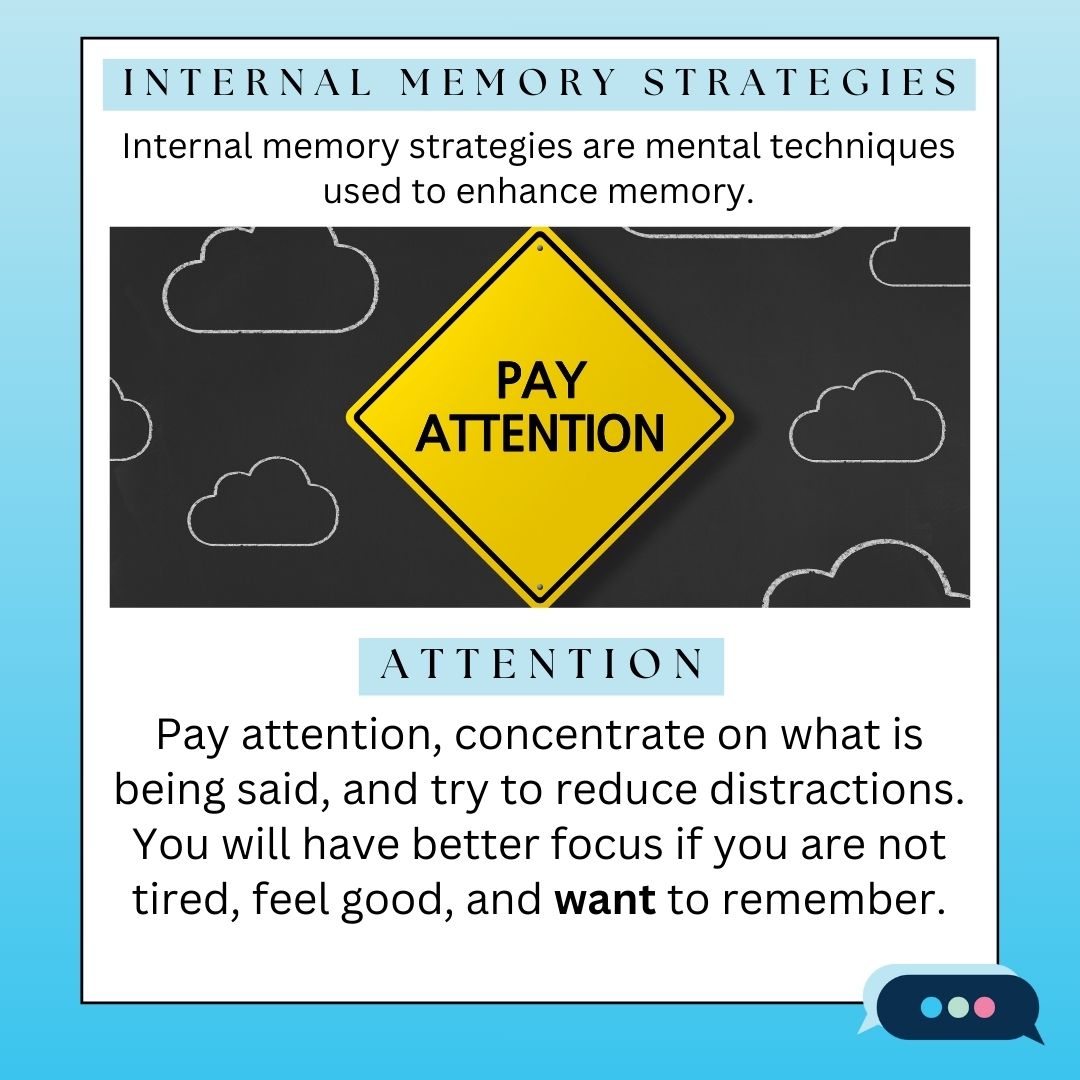 INTERNAL MEMORY STRATEGIES
Internal memory strategies are mental techniques
used to enhance memory.
PAY
ATTENTION
ATTENTION
Pay attention, concentrate on what is
being said, and try to reduce distractions.
You will have better focus if you are not
tired, feel good, and want to remember.